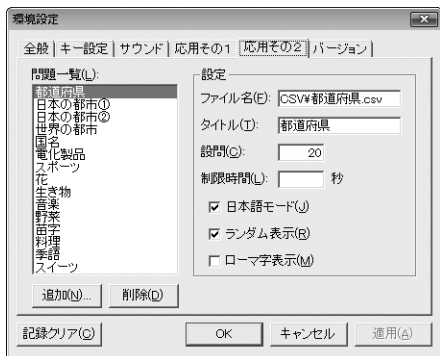 環境設定
全般 キー設定 サウンド 応用その1 応用その2 バージョン
問題一覧(L):
都道府県
日本の都市①
日本の都市②
世界の都市
国名
電化製品
スポーツ
花
生き物
音楽
野菜
苗字
料理
季語
スイーツ
追加(N)... 削除(D)
設定
ファイル名(F): CSV¥都道府県.csv
タイトル(T): 都道府県
設問(C): 20
制限時間(L): 秒
日本語モード(J)
ランダム表示(R)
ローマ字表示(M)
記録クリア(C) OK キャンセル 適用(A)